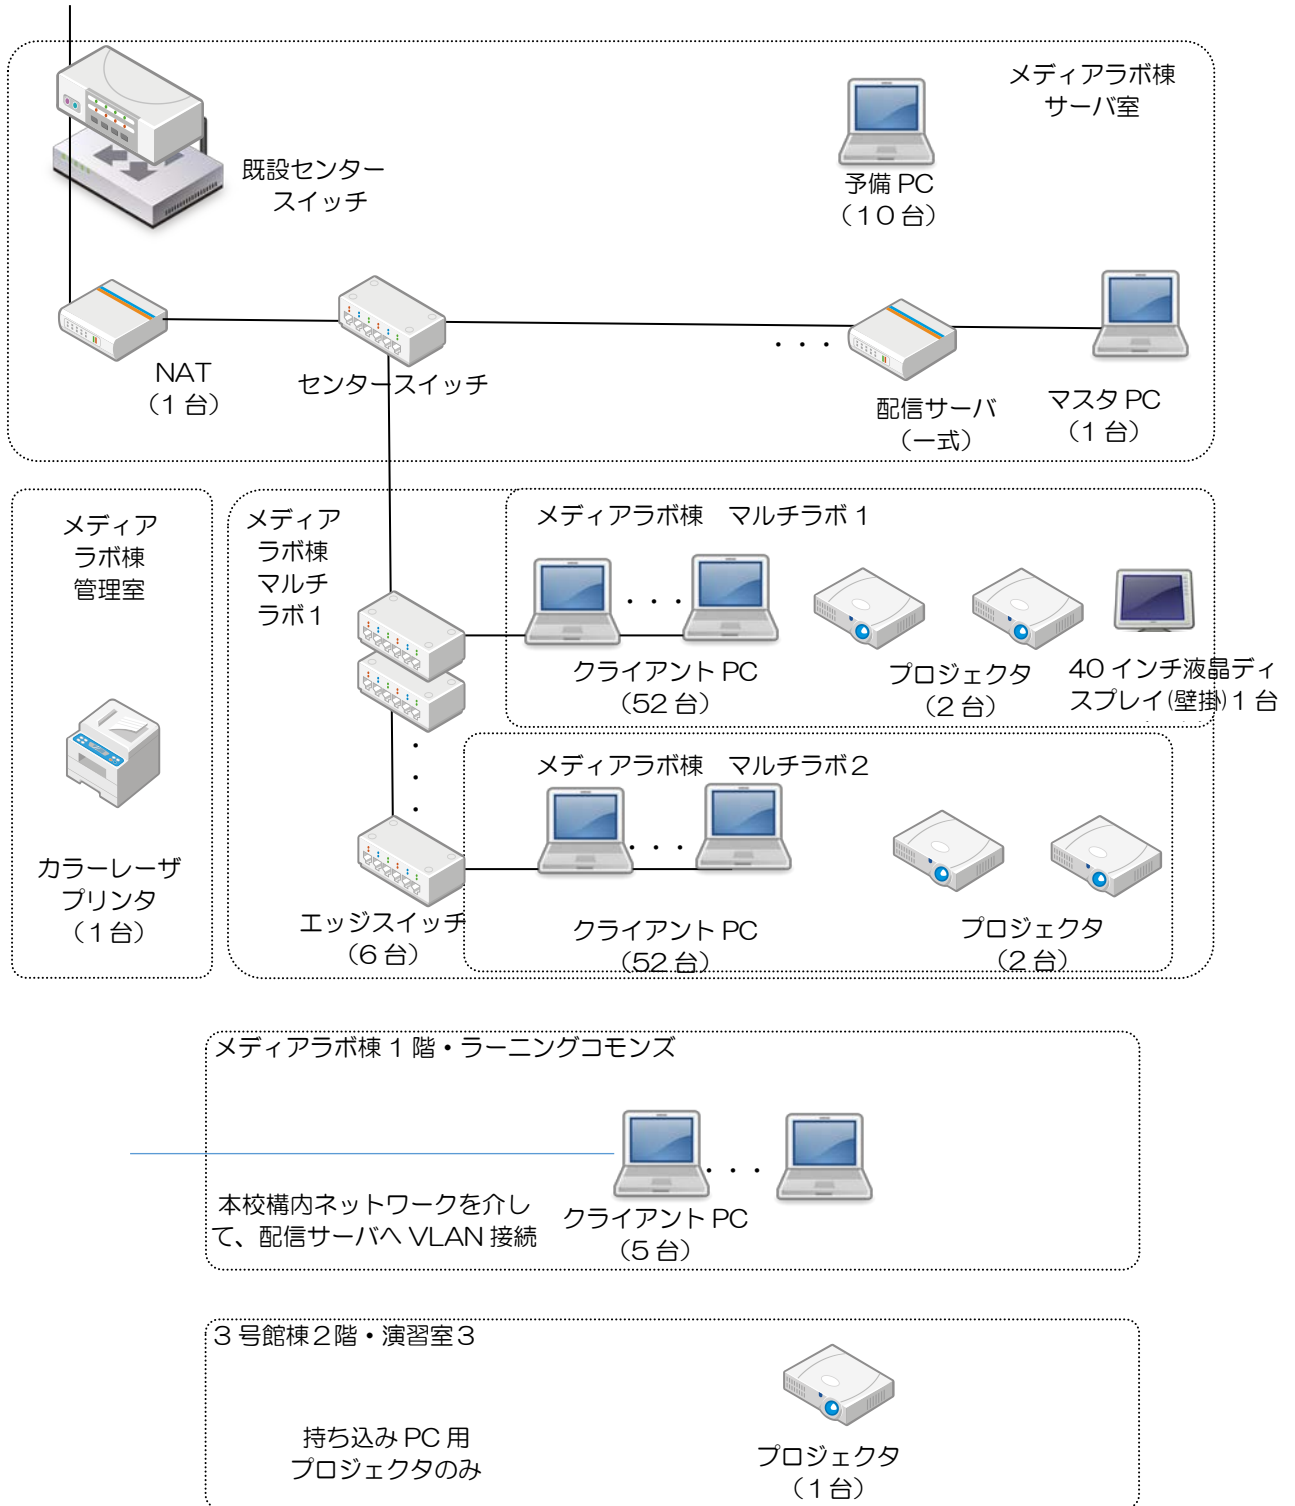 メディアラボ棟
サーバ室
既設センター
スイッチ
予備 PC
（１０台）
NAT
（１台）
センタースイッチ
・・・
配信サーバ
（一式）
マスタ PC
（１台）
メディア
ラボ棟
管理室
カラーレーザ
プリンタ
（１台）
メディア
ラボ棟
マルチ
ラボ１
メディアラボ棟　マルチラボ１
・・・
クライアント PC
（52 台）
プロジェクタ
（２台）
40 インチ液晶ディ
スプレイ(壁掛)１台
・
・
・
エッジスイッチ
（６台）
メディアラボ棟　マルチラボ２
・・・
クライアント PC
（52 台）
プロジェクタ
（２台）
メディアラボ棟 1 階・ラーニングコモンズ
・・・
本校構内ネットワークを介し
て、配信サーバへ VLAN 接続
クライアント PC
（５台）
３号館棟２階・演習室３
持ち込み PC 用
プロジェクタのみ
プロジェクタ
（１台）